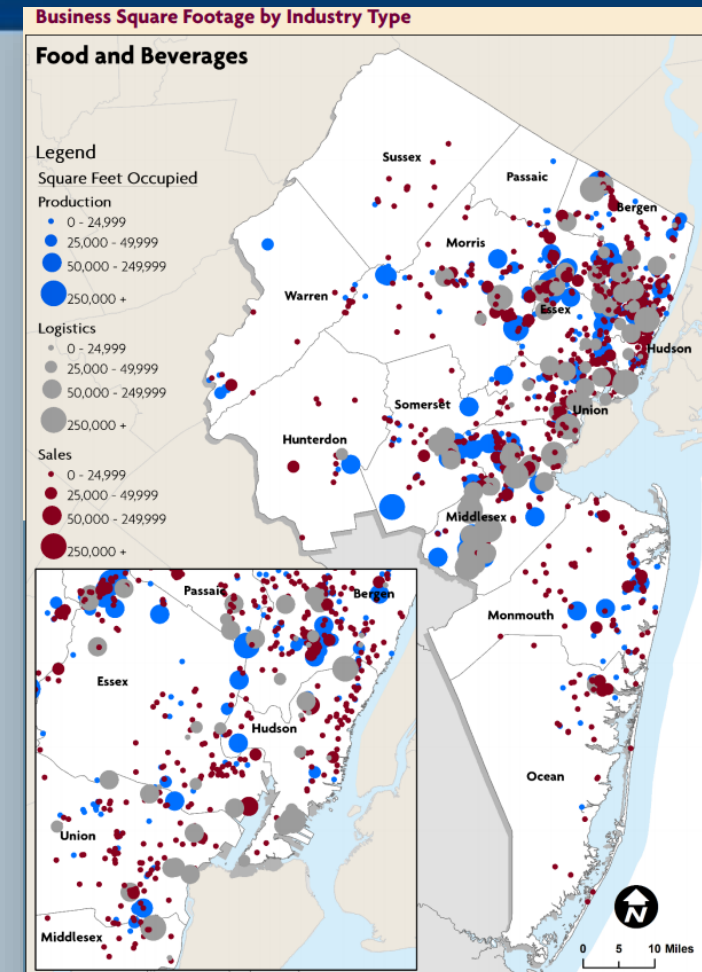 Business Square Footage by Industry Type
Food and Beverages
Legend
Square Feet Occupied
Production
0 - 24,999
25,000 - 49,999
50,000 - 249,999
250,000 +
Logistics
0 - 24,999
25,000 - 49,999
50,000 - 249,999
250,000 +
Sales
0 - 24,999
25,000 - 49,999
50,000 - 249,999
250,000 +
Sussex
Passaic
Bergen
Morris
Warren
Essex
Hudson
Somerset
Union
Hunterdon
Middlesex
Monmouth
Ocean
Passaic
Bergen
Essex
Hudson
Union
Middlesex
N
0 5 10 Miles